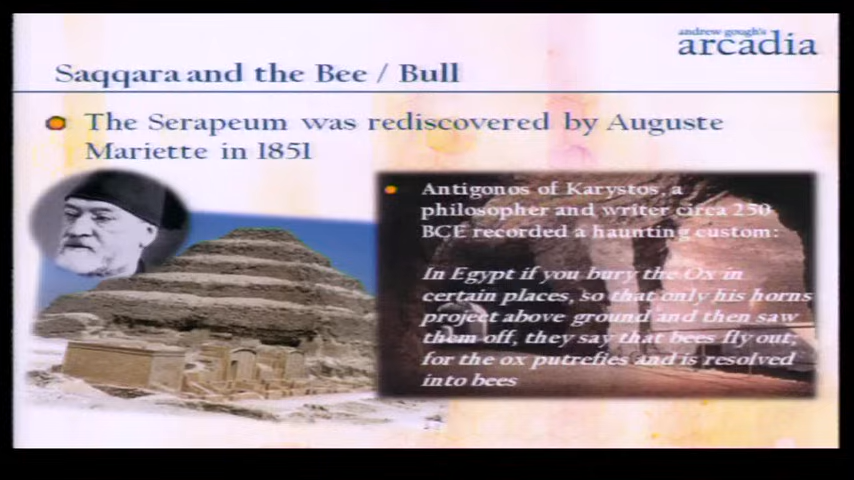 andrew gough's
arcadia
Saqqara and the Bee / Bull
The Serapeum was rediscovered by Auguste
Mariette in 1851
Antigonos of Karystos, a
philosopher and writer circa 250
BCE recorded a haunting custom:
In Egypt if you bury the Ox in
certain places, so that only his horns
project above ground and then saw
them off, they say that bees fly out;
for the ox putrefies and is resolved
into bees